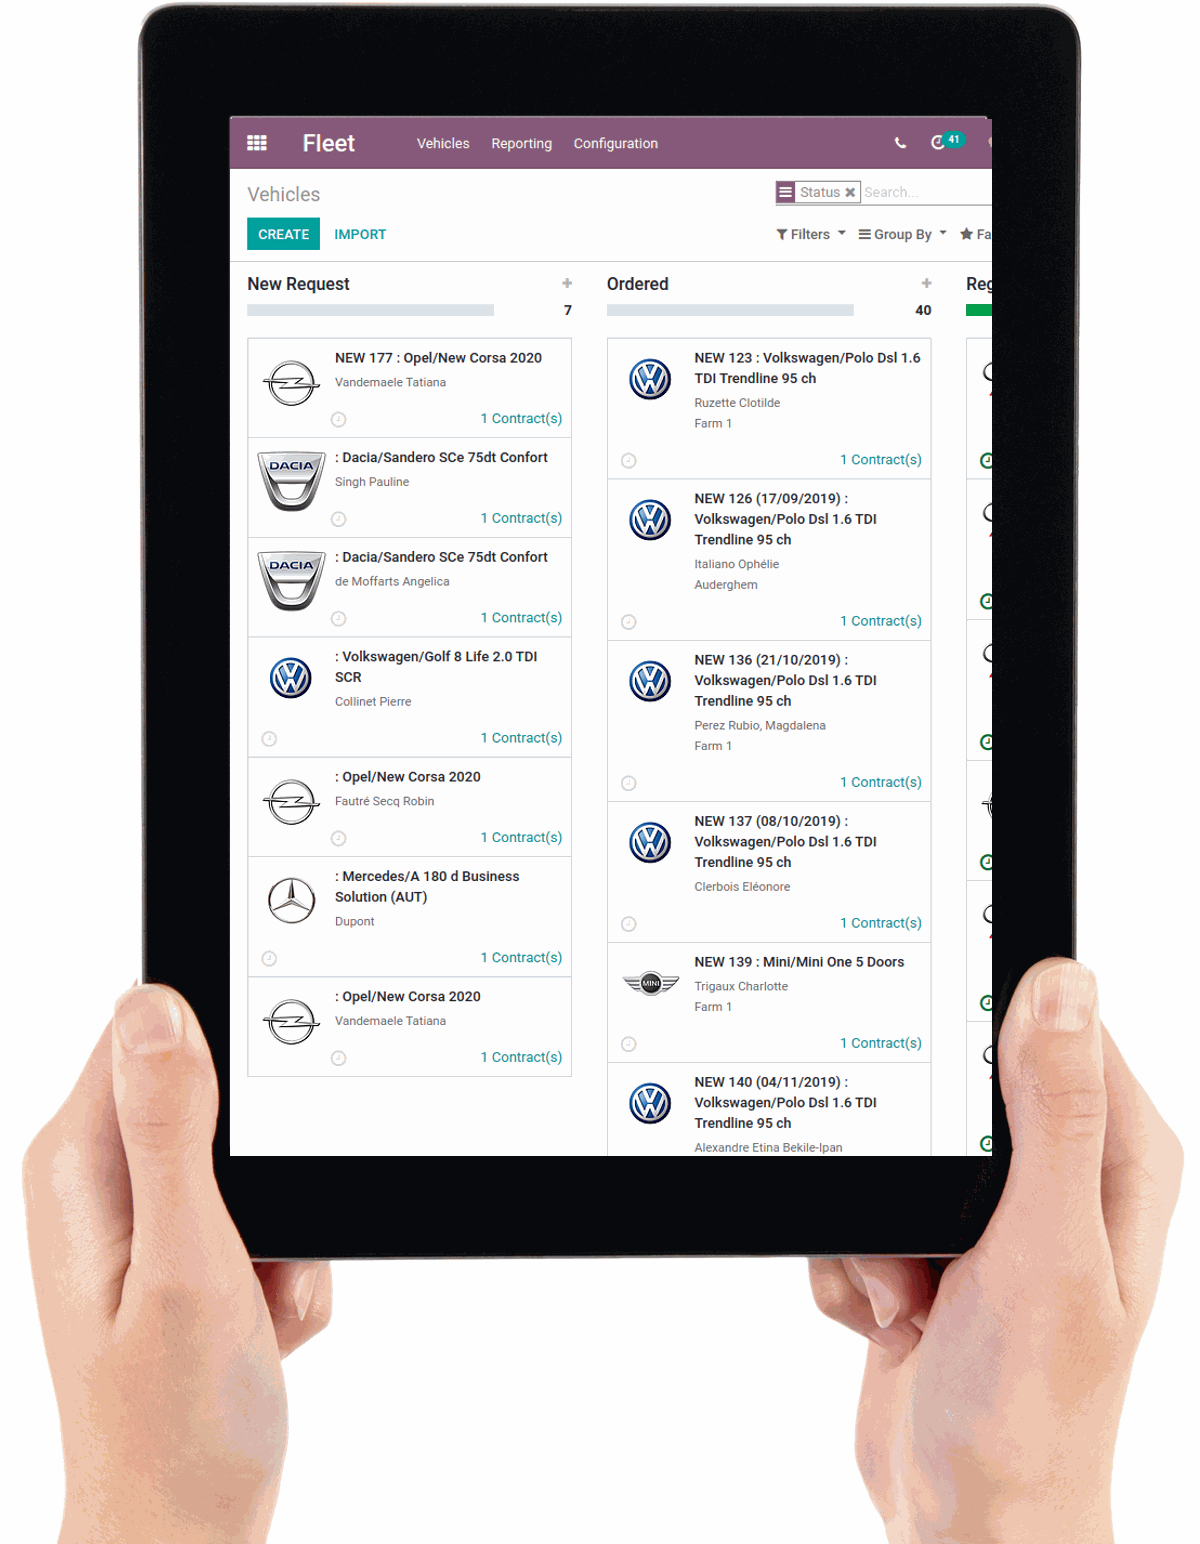 Fleet Vehicles Reporting Configuration 41
Vehicles
Status Search...
CREATE IMPORT
Filters Group By Fa
New Request
7
NEW 177 : Opel/New Corsa 2020
Vandemaele Tatiana
1 Contract(s)
DACIA
: Dacia/Sandero SCe 75dt Confort
Singh Pauline
1 Contract(s)
DACIA
: Dacia/Sandero SCe 75dt Confort
de Moffarts Angelica
1 Contract(s)
: Volkswagen/Golf 8 Life 2.0 TDI
SCR
Collinet Pierre
1 Contract(s)
: Opel/New Corsa 2020
Fautré Secq Robin
1 Contract(s)
: Mercedes/A 180 d Business
Solution (AUT)
Dupont
1 Contract(s)
: Opel/New Corsa 2020
Vandemaele Tatiana
1 Contract(s)
Ordered
40
NEW 123 : Volkswagen/Polo Dsl 1.6
TDI Trendline 95 ch
Ruzette Clotilde
Farm 1
1 Contract(s)
NEW 126 (17/09/2019) :
Volkswagen/Polo Dsl 1.6 TDI
Trendline 95 ch
Italiano Ophélie
Auderghem
1 Contract(s)
NEW 136 (21/10/2019) :
Volkswagen/Polo Dsl 1.6 TDI
Trendline 95 ch
Perez Rubio, Magdalena
Farm 1
1 Contract(s)
NEW 137 (08/10/2019) :
Volkswagen/Polo Dsl 1.6 TDI
Trendline 95 ch
Clerbois Eléonore
1 Contract(s)
MINI
NEW 139 : Mini/Mini One 5 Doors
Trigaux Charlotte
Farm 1
1 Contract(s)
NEW 140 (04/11/2019) :
Volkswagen/Polo Dsl 1.6 TDI
Trendline 95 ch
Alexandre Etina Bekile-Ipan
Reg